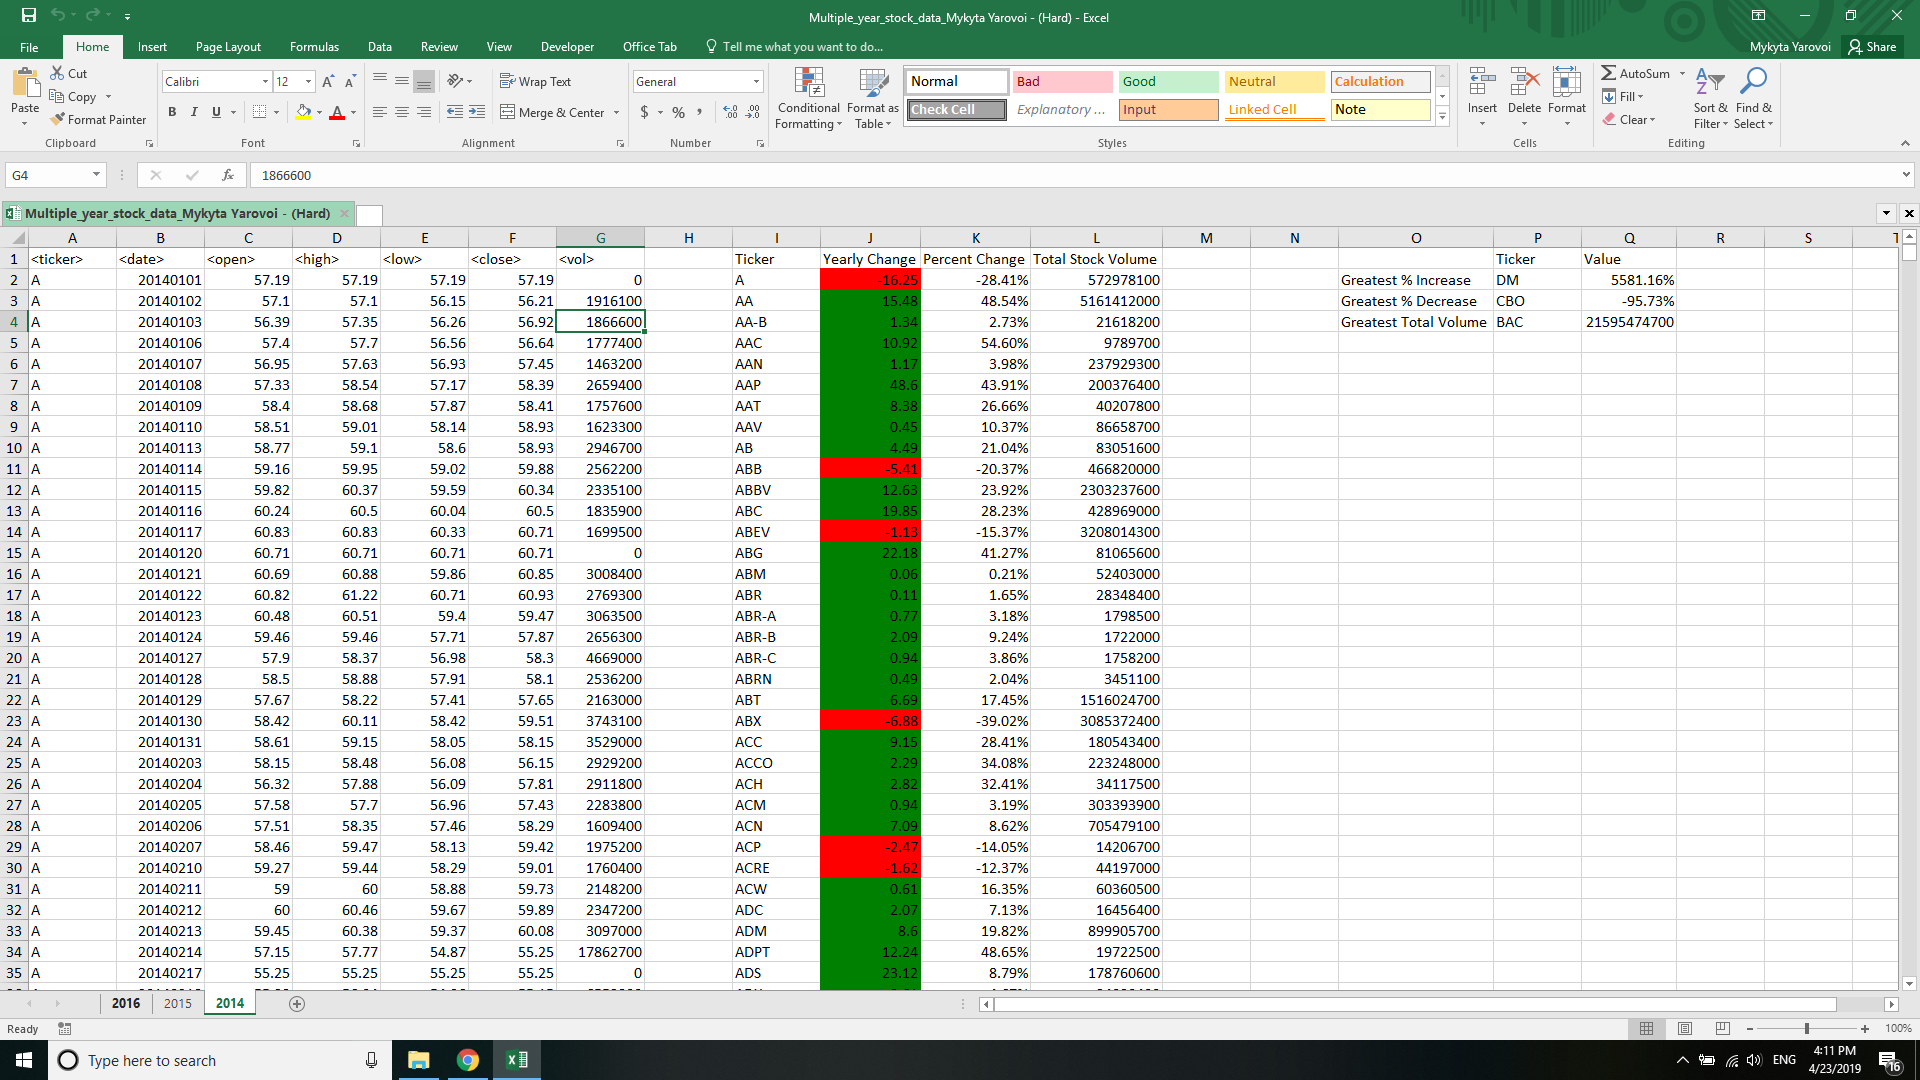 Multiple_year_stock_data_Mykyta Yarovoi - (Hard) - Excel
File Home Insert Page Layout Formulas Data Review View Developer Office Tab Tell me what you want to do... Mykyta Yarovoi Share
Paste Cut Copy Format Painter Clipboard
Calibri 12 B I U A A A Font
Wrap Text Merge & Center Alignment
General $ % , Number
Conditional Formatting Format as Table
Normal Bad Good Neutral Calculation
Check Cell Explanatory ... Input Linked Cell Note
Styles
Insert Delete Format Cells
AutoSum Fill Clear Sort & Filter Find & Select Editing
G4 fx 1866600
Multiple_year_stock_data_Mykyta Yarovoi - (Hard)
A B C D E F G H I J K L M N O P Q R S T
1 <ticker> <date> <open> <high> <low> <close> <vol> Ticker Yearly Change Percent Change Total Stock Volume Ticker Value
2 A 20140101 57.19 57.19 57.19 57.19 0 A -16.25 -28.41% 572978100 Greatest % Increase DM 5581.16%
3 A 20140102 57.1 57.1 56.15 56.21 1916100 AA 15.48 48.54% 5161412000 Greatest % Decrease CBO -95.73%
4 A 20140103 56.39 57.35 56.26 56.92 1866600 AA-B 1.34 2.73% 21618200 Greatest Total Volume BAC 21595474700
5 A 20140106 57.4 57.7 56.56 56.64 1777400 AAC 10.92 54.60% 9789700
6 A 20140107 56.95 57.63 56.93 57.45 1463200 AAN 1.17 3.98% 237929300
7 A 20140108 57.33 58.54 57.17 58.39 2659400 AAP 48.6 43.91% 200376400
8 A 20140109 58.4 58.68 57.87 58.41 1757600 AAT 8.38 26.66% 40207800
9 A 20140110 58.51 59.01 58.14 58.93 1623300 AAV 0.45 10.37% 86658700
10 A 20140113 58.77 59.1 58.6 58.93 2946700 AB 4.49 21.04% 83051600
11 A 20140114 59.16 59.95 59.02 59.88 2562200 ABB -5.41 -20.37% 466820000
12 A 20140115 59.82 60.37 59.59 60.34 2335100 ABBV 12.63 23.92% 2303237600
13 A 20140116 60.24 60.5 60.04 60.5 1835900 ABC 19.85 28.23% 428969000
14 A 20140117 60.83 60.83 60.33 60.71 1699500 ABEV -1.13 -15.37% 3208014300
15 A 20140120 60.71 60.71 60.71 60.71 0 ABG 22.18 41.27% 81065600
16 A 20140121 60.69 60.88 59.86 60.85 3008400 ABM 0.06 0.21% 52403000
17 A 20140122 60.82 61.22 60.71 60.93 2769300 ABR 0.11 1.65% 28348400
18 A 20140123 60.48 60.51 59.4 59.47 3063500 ABR-A 0.77 3.18% 1798500
19 A 20140124 59.46 59.46 57.71 57.87 2656300 ABR-B 2.09 9.24% 1722000
20 A 20140127 57.9 58.37 56.98 58.3 4669000 ABR-C 0.94 3.86% 1758200
21 A 20140128 58.5 58.88 57.91 58.1 2536200 ABRN 0.49 2.04% 3451100
22 A 20140129 57.67 58.22 57.41 57.65 2163000 ABT 6.69 17.45% 1516024700
23 A 20140130 58.42 60.11 58.42 59.51 3743100 ABX -6.88 -39.02% 3085372400
24 A 20140131 58.61 59.15 58.05 58.15 3529000 ACC 9.15 28.41% 180543400
25 A 20140203 58.15 58.48 56.08 56.15 2929200 ACCO 2.29 34.08% 223248000
26 A 20140204 56.32 57.88 56.09 57.81 2911800 ACH 2.82 32.41% 34117500
27 A 20140205 57.58 57.7 56.96 57.43 2283800 ACM 0.94 3.19% 303393900
28 A 20140206 57.51 58.35 57.46 58.29 1609400 ACN 7.09 8.62% 705479100
29 A 20140207 58.46 59.47 58.13 59.42 1975200 ACP -2.47 -14.05% 14206700
30 A 20140210 59.27 59.44 58.29 59.01 1760400 ACRE -1.62 -12.37% 44197000
31 A 20140211 59 60 58.88 59.73 2148200 ACW 0.61 16.35% 60360500
32 A 20140212 60 60.46 59.67 59.89 2347200 ADC 2.07 7.13% 16456400
33 A 20140213 59.45 60.38 59.37 60.08 3097000 ADM 8.6 19.82% 899905700
34 A 20140214 57.15 57.77 54.87 55.25 17862700 ADPT 12.24 48.65% 19722500
35 A 20140217 55.25 55.25 55.25 55.25 0 ADS 23.12 8.79% 178760600
2016 2015 2014
Ready 100%
Type here to search ENG 4:11 PM 4/23/2019 16